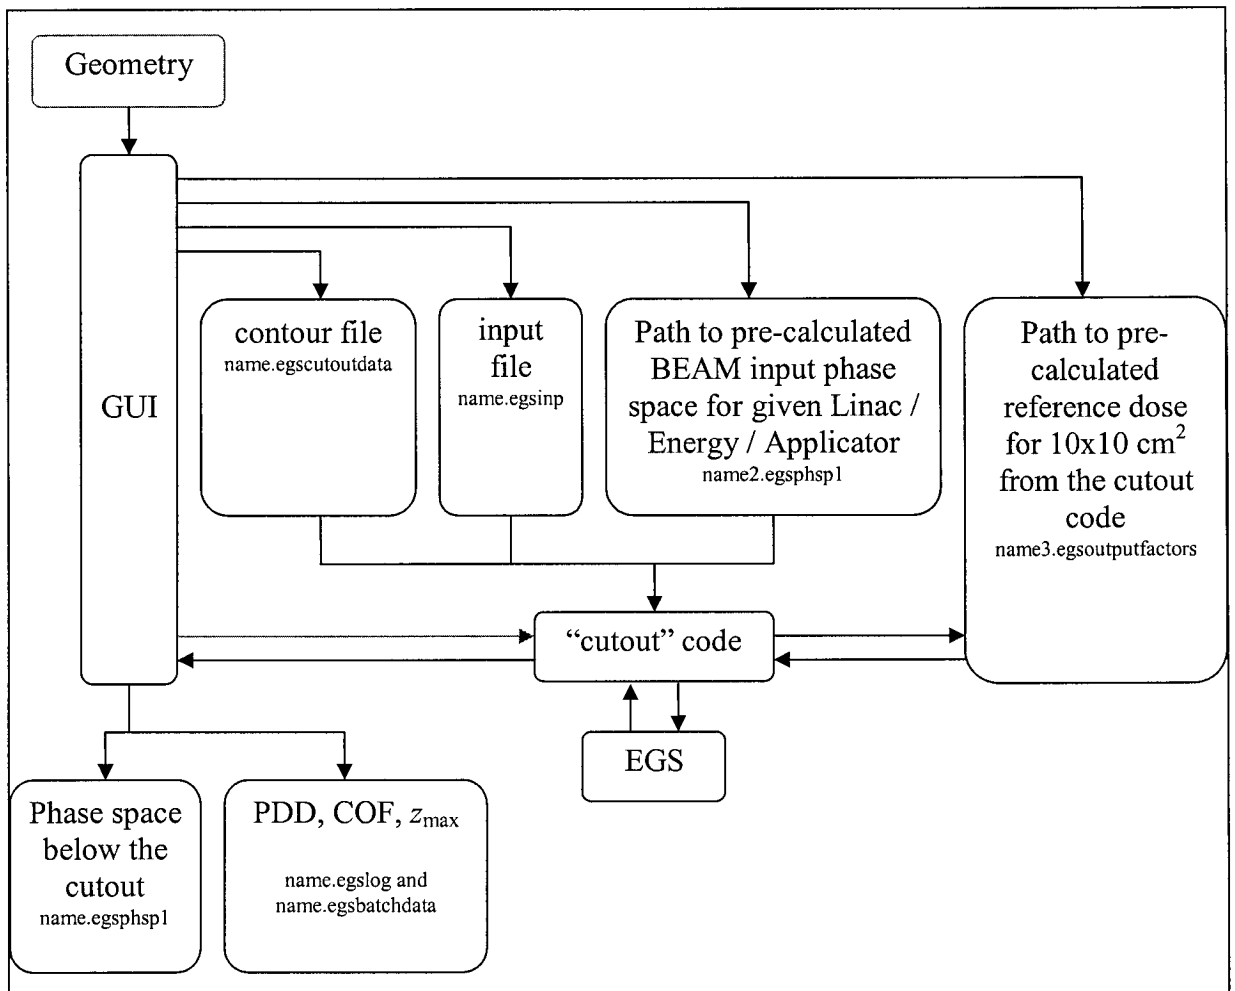 Geometry
GUI
contour file
name.egscutoutdata
input
file
name.egsinp
Path to pre-calculated
BEAM input phase
space for given Linac /
Energy / Applicator
name2.egsphsp1
Path to pre-
calculated
reference dose
for 10x10 cm²
from the cutout
code
name3.egsoutputfactors
“cutout” code
EGS
Phase space
below the
cutout
name.egsphsp1
PDD, COF, zmax
name.egslog and
name.egsbatchdata